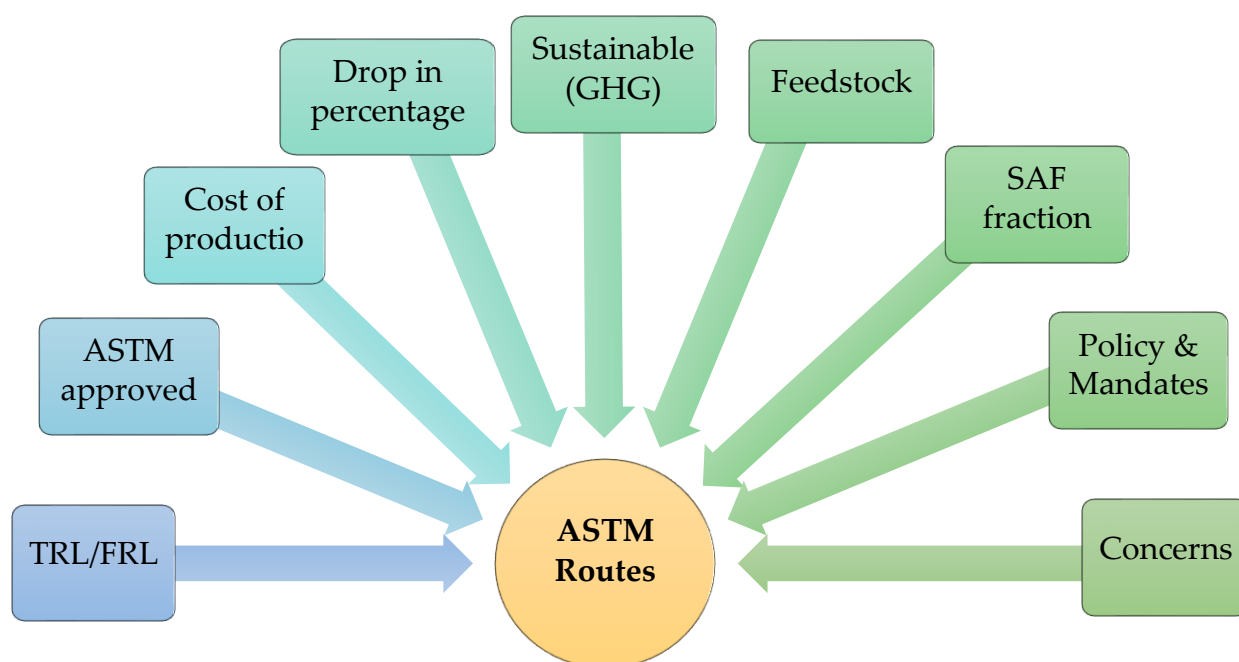 TRL/FRL
ASTM
approved
Cost of
productio
Drop in
percentage
Sustainable
(GHG)
Feedstock
SAF
fraction
Policy &
Mandates
Concerns
ASTM
Routes